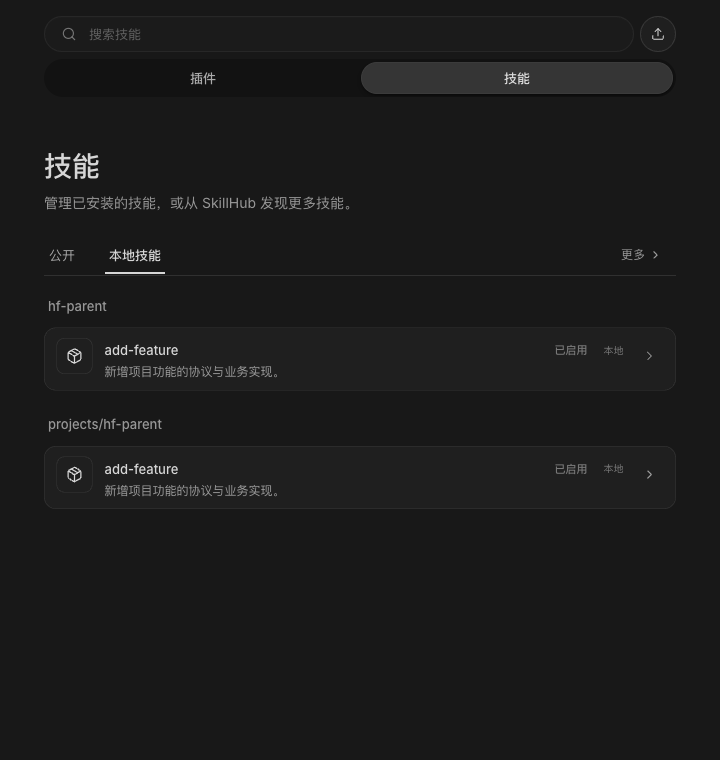 搜索技能
插件
技能
技能
管理已安装的技能，或从 SkillHub 发现更多技能。
公开
本地技能
更多
hf-parent
add-feature
已启用
本地
新增项目功能的协议与业务实现。
projects/hf-parent
add-feature
已启用
本地
新增项目功能的协议与业务实现。